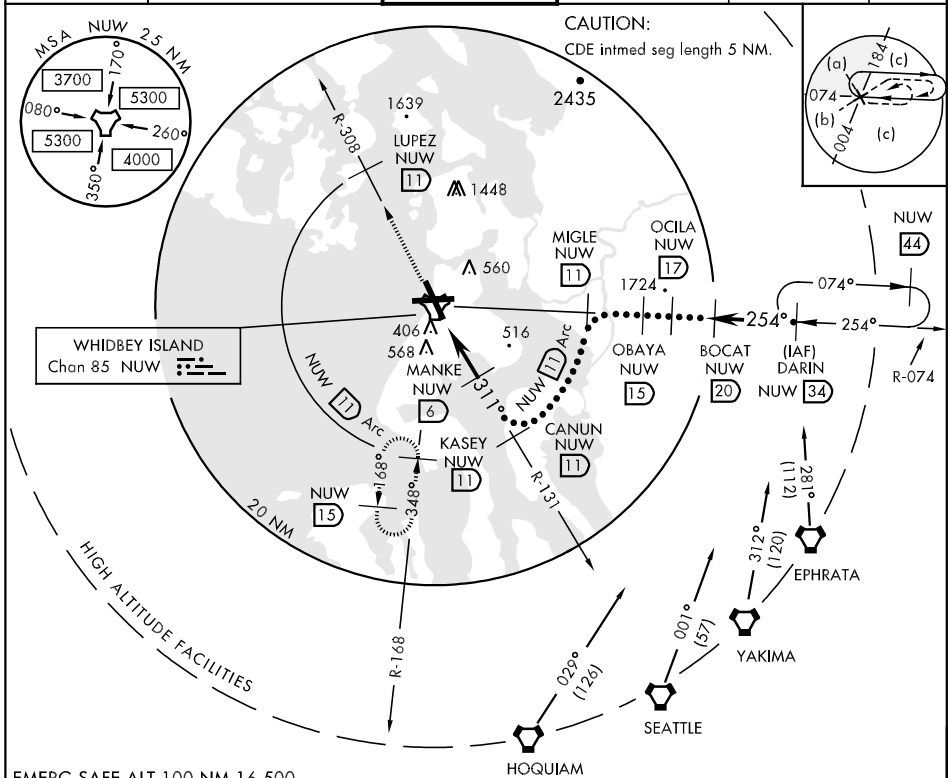 CAUTION:
CDE intmed seg length 5 NM.
MSA NUW 25 NM
170°
3700
5300
080°
260°
5300
4000
350°
(a)
184
(c)
074
(b)
004
(c)
2435
1639
R-308
LUPEZ
NUW
11
1448
560
MIGLE
NUW
11
OCILA
NUW
17
1724
NUW
44
074°
254°
254°
R-074
WHIDBEY ISLAND
Chan 85 NUW
406
568
516
MANKE
NUW
6
311°
NUW 11 Arc
NUW 11 Arc
OBAYA
NUW
15
BOCAT
NUW
20
(IAF)
DARIN
NUW 34
KASEY
NUW
11
CANUN
NUW
11
168°
348°
NUW
15
R-131
20 NM
R-168
HIGH ALTITUDE FACILITIES
281°
(112)
EPHRATA
312°
(120)
YAKIMA
001°
(57)
SEATTLE
029°
(126)
HOQUIAM
EMERG SAFE ALT 100 NM 16,500